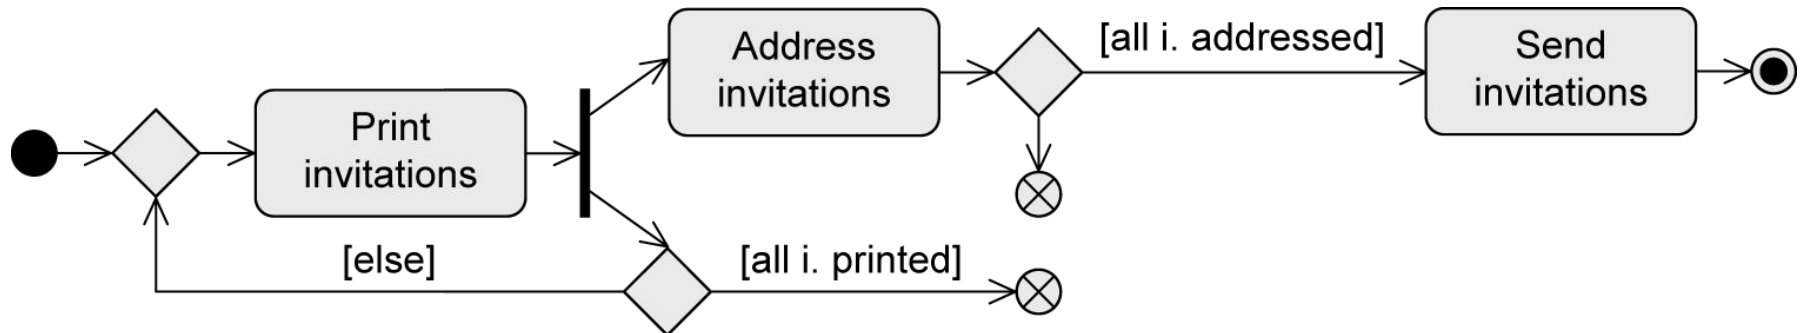 Address
invitations
[all i. addressed]
Send
invitations
Print
invitations
[else]
[all i. printed]